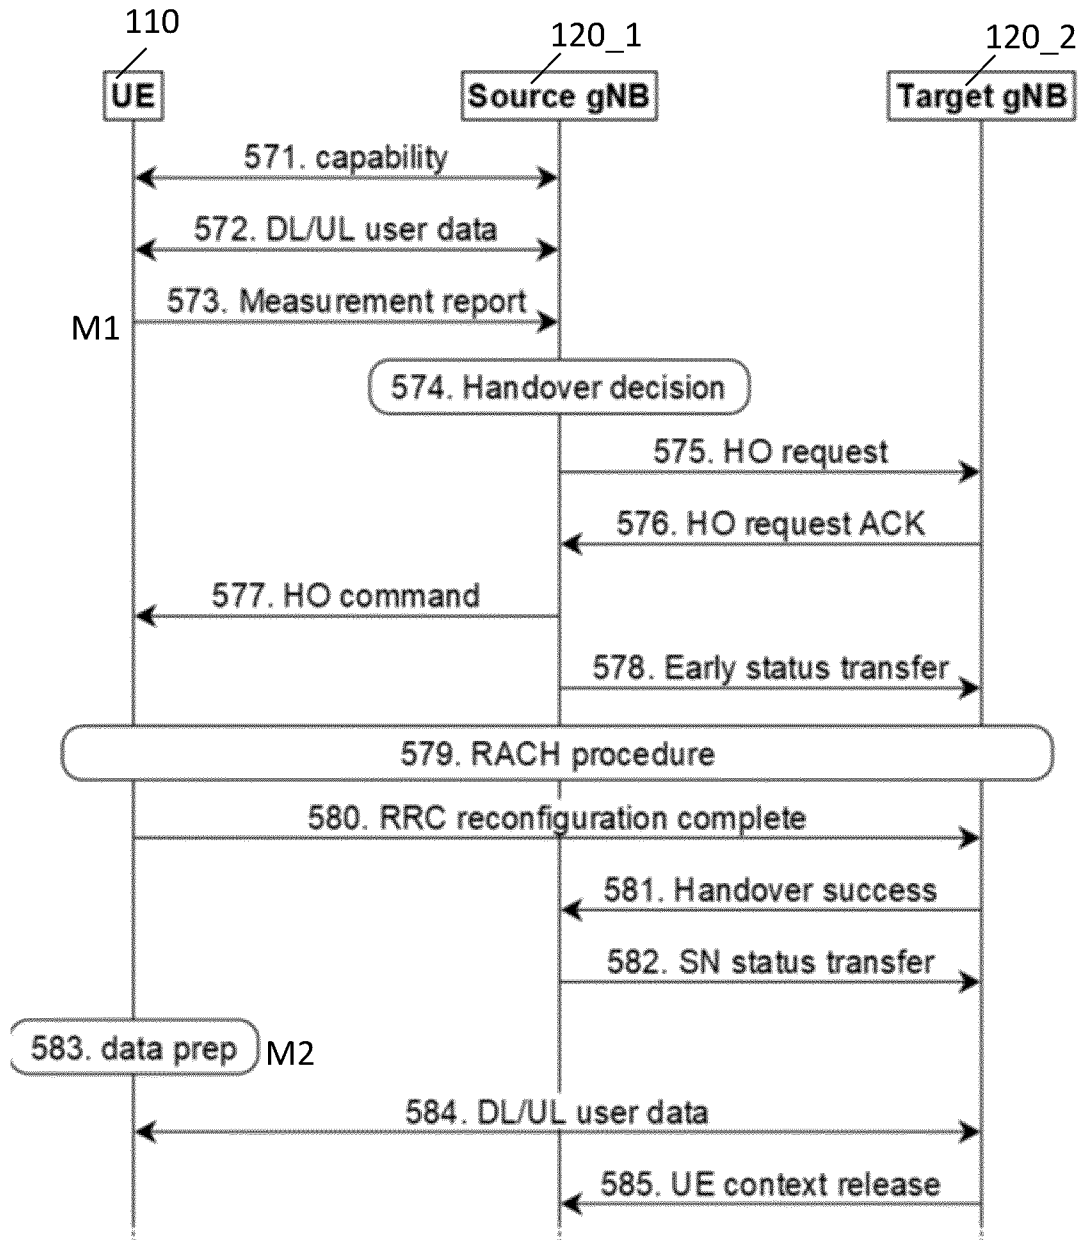 110
120_1
120_2
UE
Source gNB
Target gNB
571. capability
572. DL/UL user data
573. Measurement report
M1
574. Handover decision
575. HO request
576. HO request ACK
577. HO command
578. Early status transfer
579. RACH procedure
580. RRC reconfiguration complete
581. Handover success
582. SN status transfer
583. data prep
M2
584. DL/UL user data
585. UE context release